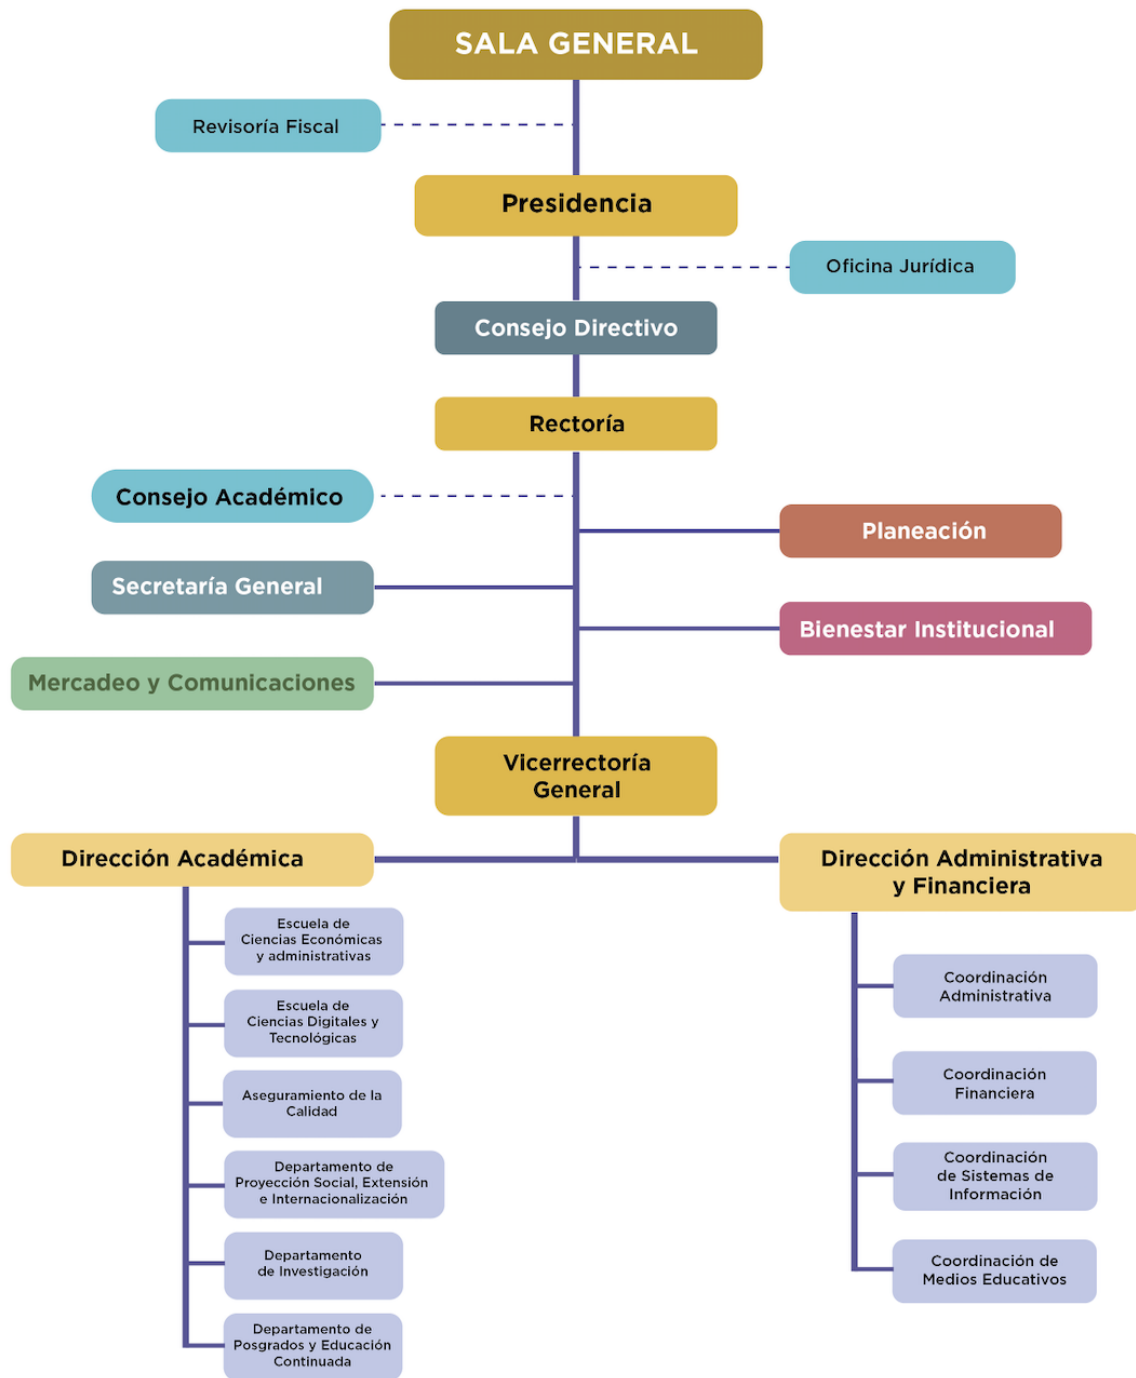 SALA GENERAL
Revisoría Fiscal
Presidencia
Oficina Jurídica
Consejo Directivo
Rectoría
Consejo Académico
Planeación
Secretaría General
Bienestar Institucional
Mercadeo y Comunicaciones
Vicerrectoría
General
Dirección Académica
Escuela de
Ciencias Económicas
y administrativas
Escuela de
Ciencias Digitales y
Tecnológicas
Aseguramiento de la
Calidad
Departamento de
Proyección Social, Extensión
e Internacionalización
Departamento
de Investigación
Departamento de
Posgrados y Educación
Continuada
Dirección Administrativa
y Financiera
Coordinación
Administrativa
Coordinación
Financiera
Coordinación
de Sistemas de
Información
Coordinación de
Medios Educativos